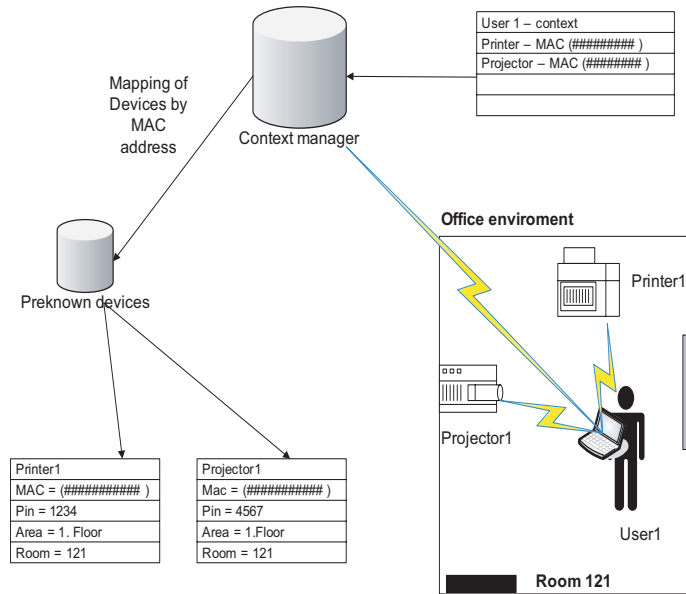 User 1 – context
Printer – MAC (######### )
Projector – MAC (######## )
Mapping of
Devices by
MAC
address
Context manager
Preknown devices
Office enviroment
Printer1
Projector1
User1
Room 121
Printer1
MAC = (########### )
Pin = 1234
Area = 1. Floor
Room = 121
Projector1
Mac = (########### )
Pin = 4567
Area = 1.Floor
Room = 121